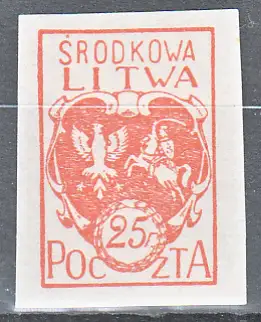 ŚRODKOWA
LITWA
25 F.
POCZTA